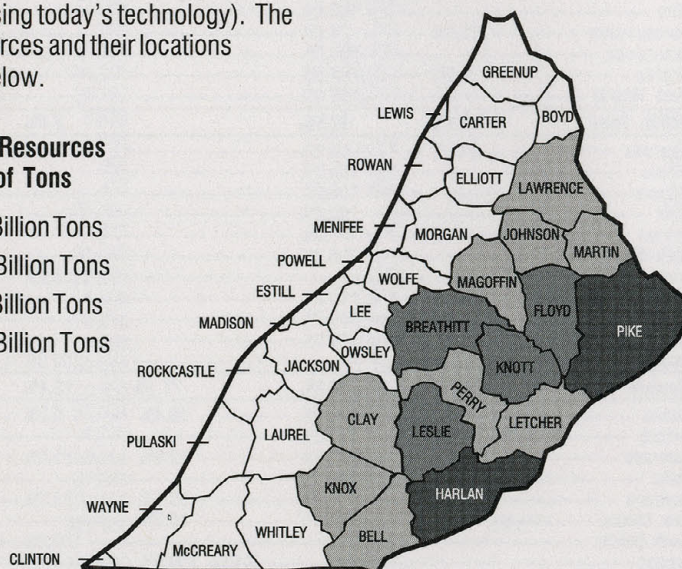 sing today's technology). The
rces and their locations
elow.
Resources
of Tons
Billion Tons
Billion Tons
Billion Tons
Billion Tons
GREENUP
LEWIS
CARTER
BOYD
ROWAN
ELLIOTT
LAWRENCE
MENIFEE
MORGAN
JOHNSON
MARTIN
POWELL
WOLFE
MAGOFFIN
ESTILL
LEE
BREATHITT
FLOYD
PIKE
MADISON
OWSLEY
JACKSON
KNOTT
ROCKCASTLE
PERRY
CLAY
LESLIE
LETCHER
PULASKI
LAUREL
KNOX
HARLAN
WAYNE
WHITLEY
BELL
McCREARY
CLINTON